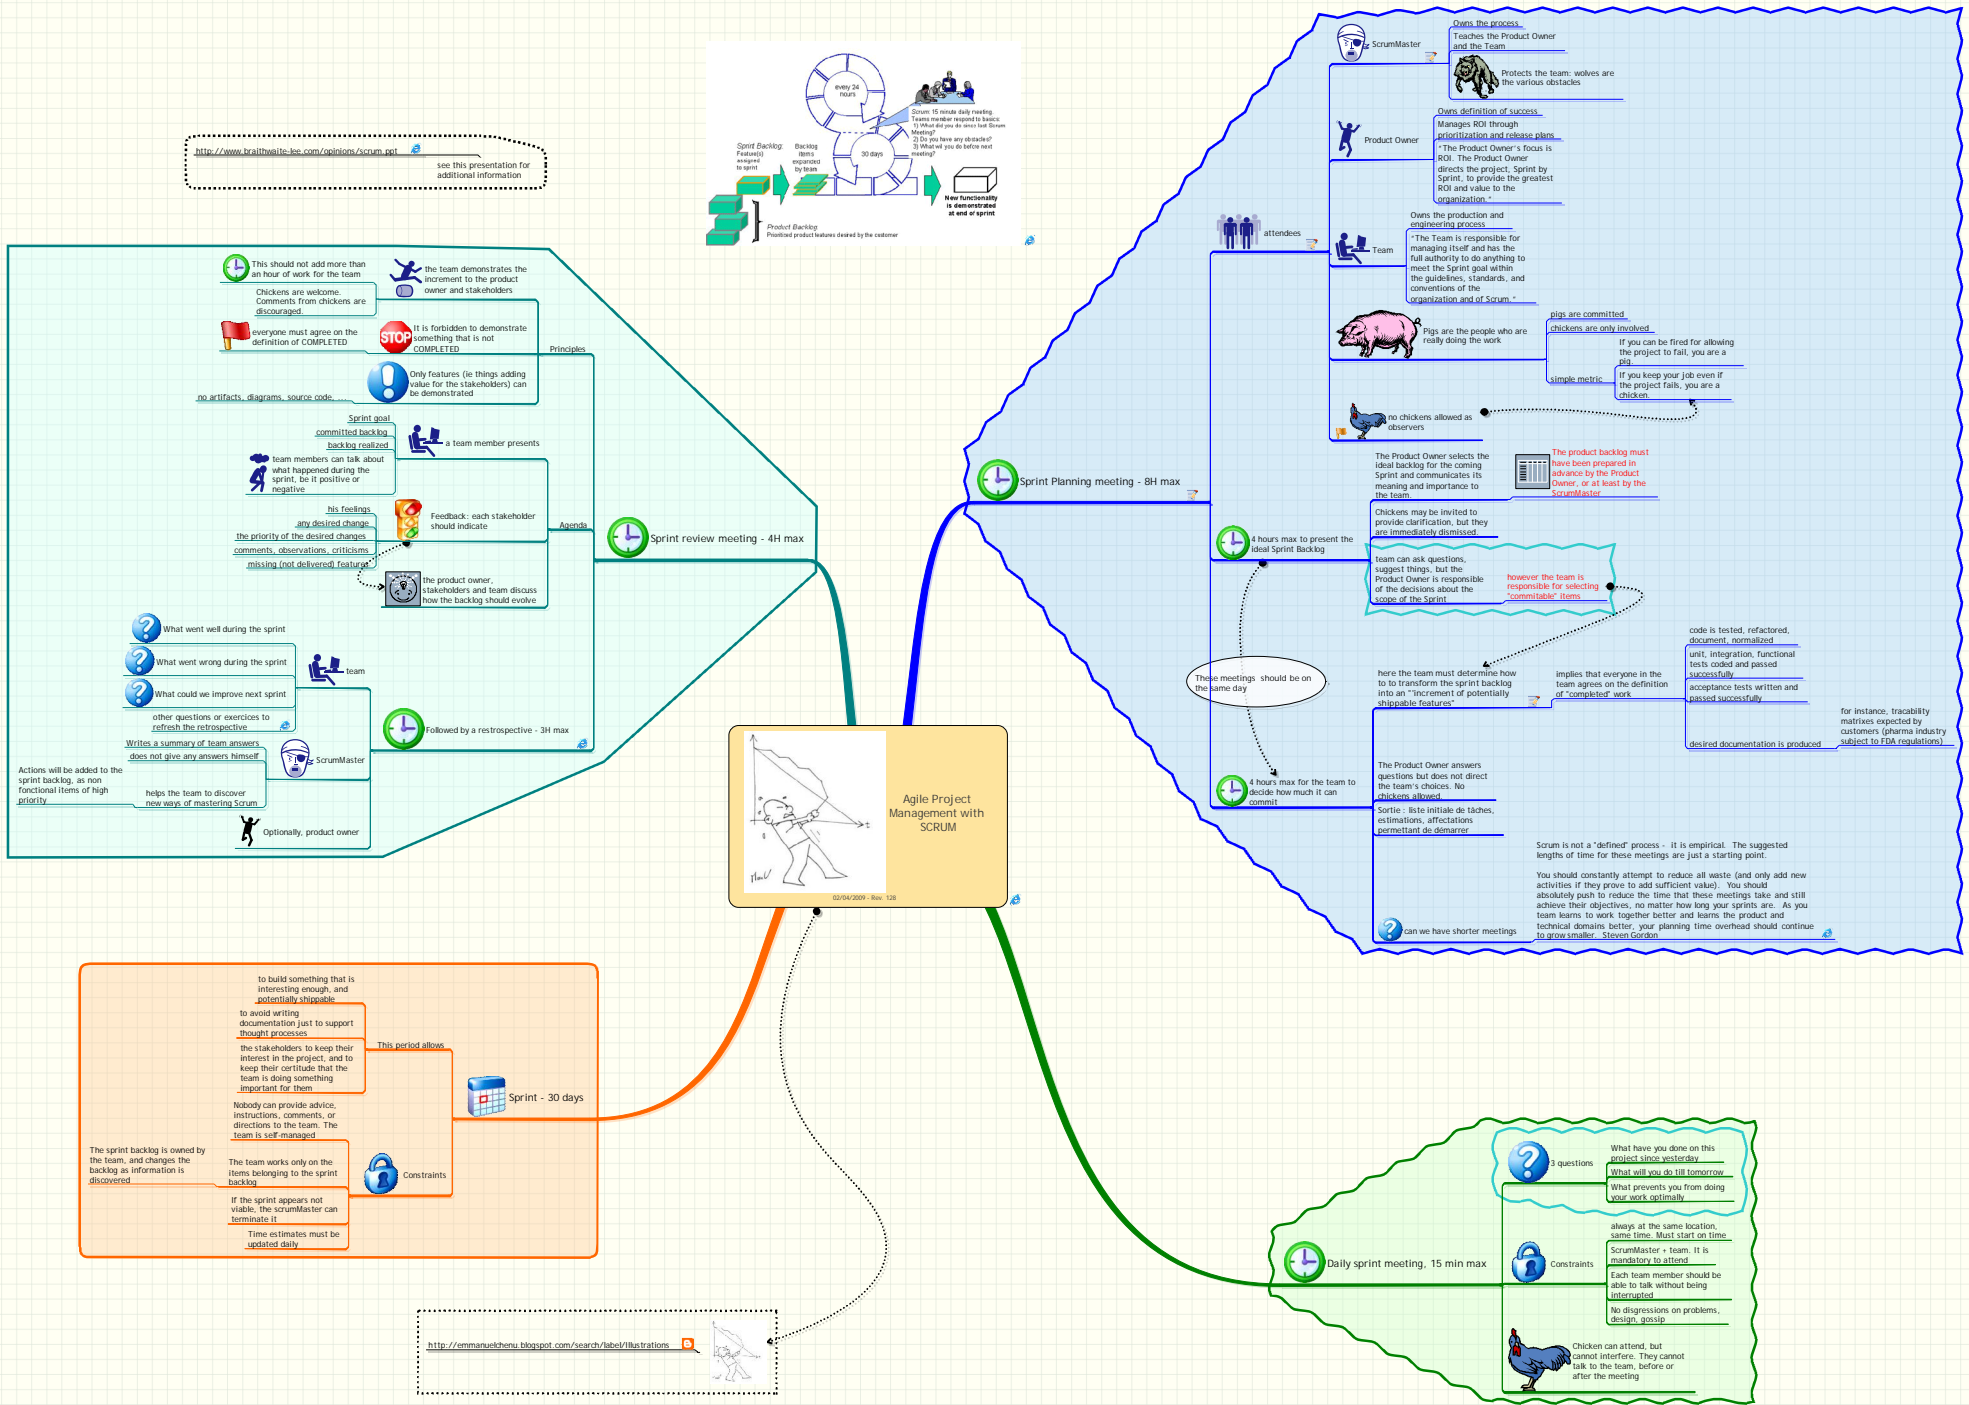 http://www.braithwaite-lee.com/opinions/scrum.ppt
see this presentation for
additional information
every 24
hours
30 days
Scrum: 15 minute daily meeting.
Teams member respond to basics:
1) What did you do since last Scrum
Meeting?
2) Do you have any obstacles?
3) What will you do before next
meeting?
Sprint Backlog:
Feature(s)
assigned
to sprint
Backlog
items
expanded
by team
New functionality
is demonstrated
at end of sprint
Product Backlog
Prioritized product features desired by the customer
Agile Project
Management with
SCRUM
02/04/2009 - Rev. 128
Sprint Planning meeting - 8H max
attendees
ScrumMaster
Owns the process
Teaches the Product Owner
and the Team
Protects the team: wolves are
the various obstacles
Product Owner
Owns definition of success
Manages ROI through
prioritization and release plans
"The Product Owner's focus is
ROI. The Product Owner
directs the project, Sprint by
Sprint, to provide the greatest
ROI and value to the
organization."
Team
Owns the production and
engineering process
"The Team is responsible for
managing itself and has the
full authority to do anything to
meet the Sprint goal within
the guidelines, standards, and
conventions of the
organization and of Scrum."
Pigs are the people who are
really doing the work
pigs are committed
chickens are only involved
simple metric
If you can be fired for allowing
the project to fail, you are a
pig.
If you keep your job even if
the project fails, you are a
chicken.
no chickens allowed as
observers
4 hours max to present the
ideal Sprint Backlog
The Product Owner selects the
ideal backlog for the coming
Sprint and communicates its
meaning and importance to
the team.
The product backlog must
have been prepared in
advance by the Product
Owner, or at least by the
ScrumMaster
Chickens may be invited to
provide clarification, but they
are immediately dismissed.
team can ask questions,
suggest things, but the
Product Owner is responsible
of the decisions about the
scope of the Sprint
however the team is
responsible for selecting
"commitable" items
These meetings should be on
the same day
4 hours max for the team to
decide how much it can
commit
here the team must determine how
to to transform the sprint backlog
into an "increment of potentially
shippable features"
implies that everyone in the
team agrees on the definition
of "completed" work
code is tested, refactored,
document, normalized
unit, integration, functional
tests coded and passed
successfully
acceptance tests written and
passed successfully
desired documentation is produced
for instance, tracability
matrixes expected by
customers (pharma industry
subject to FDA regulations)
The Product Owner answers
questions but does not direct
the team's choices. No
chickens allowed.
Sortie : liste initiale de tâches,
estimations, affectations
permettant de démarrer
can we have shorter meetings
Scrum is not a "defined" process - it is empirical. The suggested
lengths of time for these meetings are just a starting point.
You should constantly attempt to reduce all waste (and only add new
activities if they prove to add sufficient value). You should
absolutely push to reduce the time that these meetings take and still
achieve their objectives, no matter how long your sprints are. As you
team learns to work together better and learns the product and
technical domains better, your planning time overhead should continue
to grow smaller. Steven Gordon
Sprint review meeting - 4H max
Principles
the team demonstrates the
increment to the product
owner and stakeholders
This should not add more than
an hour of work for the team
Chickens are welcome.
Comments from chickens are
discouraged.
STOP
It is forbidden to demonstrate
something that is not
COMPLETED
everyone must agree on the
definition of COMPLETED
Only features (ie things adding
value for the stakeholders) can
be demonstrated
no artifacts, diagrams, source code, ...
Agenda
a team member presents
Sprint goal
committed backlog
backlog realized
team members can talk about
what happened during the
sprint, be it positive or
negative
Feedback: each stakeholder
should indicate
his feelings
any desired change
the priority of the desired changes
comments, observations, criticisms
missing (not delivered) features
the product owner,
stakeholders and team discuss
how the backlog should evolve
Followed by a restrospective - 3H max
team
What went well during the sprint
What went wrong during the sprint
What could we improve next sprint
other questions or exercices to
refresh the retrospective
ScrumMaster
Writes a summary of team answers
does not give any answers himself
helps the team to discover
new ways of mastering Scrum
Actions will be added to the
sprint backlog, as non
fonctional items of high
priority
Optionally, product owner
Sprint - 30 days
This period allows
to build something that is
interesting enough, and
potentially shippable
to avoid writing
documentation just to support
thought processes
the stakeholders to keep their
interest in the project, and to
keep their certitude that the
team is doing something
important for them
Constraints
Nobody can provide advice,
instructions, comments, or
directions to the team. The
team is self-managed
The team works only on the
items belonging to the sprint
backlog
The sprint backlog is owned by
the team, and changes the
backlog as information is
discovered
If the sprint appears not
viable, the scrumMaster can
terminate it
Time estimates must be
updated daily
Daily sprint meeting, 15 min max
3 questions
What have you done on this
project since yesterday
What will you do till tomorrow
What prevents you from doing
your work optimally
Constraints
always at the same location,
same time. Must start on time
ScrumMaster + team. It is
mandatory to attend
Each team member should be
able to talk without being
interrupted
No disgressions on problems,
design, gossip
Chicken can attend, but
cannot interfere. They cannot
talk to the team, before or
after the meeting
http://emmanuelchenu.blogspot.com/search/label/Illustrations